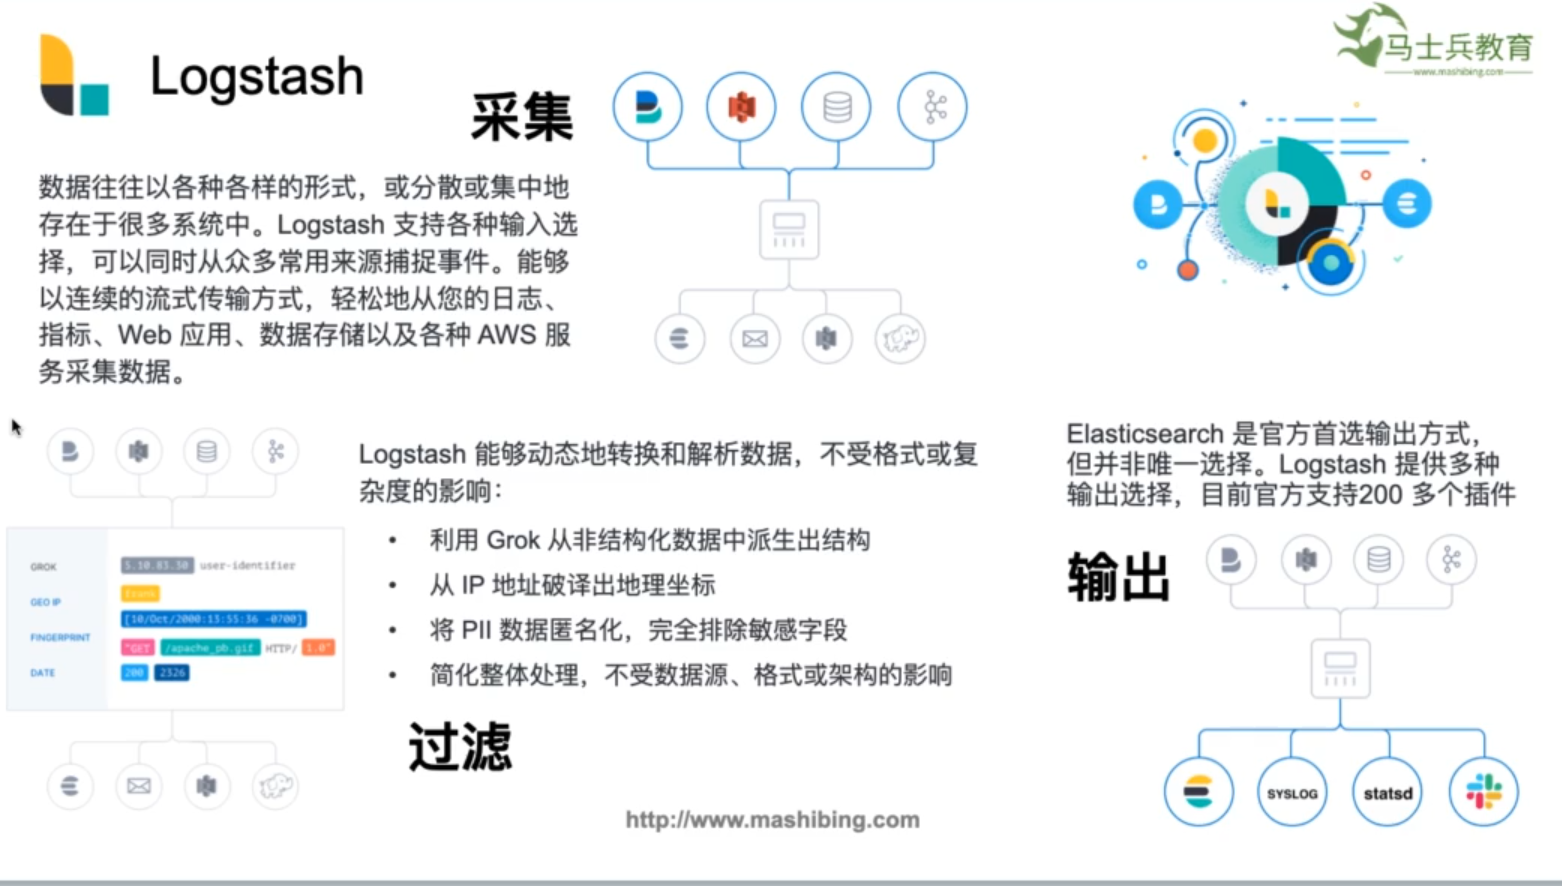 马士兵教育
www.mashibing.com
Logstash
采集
数据往往以各种各样的形式，或分散或集中地
存在于很多系统中。Logstash 支持各种输入选
择，可以同时从众多常用来源捕捉事件。能够
以连续的流式传输方式，轻松地从您的日志、
指标、Web 应用、数据存储以及各种 AWS 服
务采集数据。
Logstash 能够动态地转换和解析数据，不受格式或复
杂度的影响：
• 利用 Grok 从非结构化数据中派生出结构
• 从 IP 地址破译出地理坐标
• 将 PII 数据匿名化，完全排除敏感字段
• 简化整体处理，不受数据源、格式或架构的影响
过滤
GROK
GEO IP
FINGERPRINT
DATE
5.10.83.30 user-identifier
frank
[10/Oct/2000:13:55:36 -0700]
"GET /apache_pb.gif HTTP/ 1.0"
200 2326
Elasticsearch 是官方首选输出方式，
但并非唯一选择。Logstash 提供多种
输出选择，目前官方支持200 多个插件
输出
SYSLOG
statsd
http://www.mashibing.com